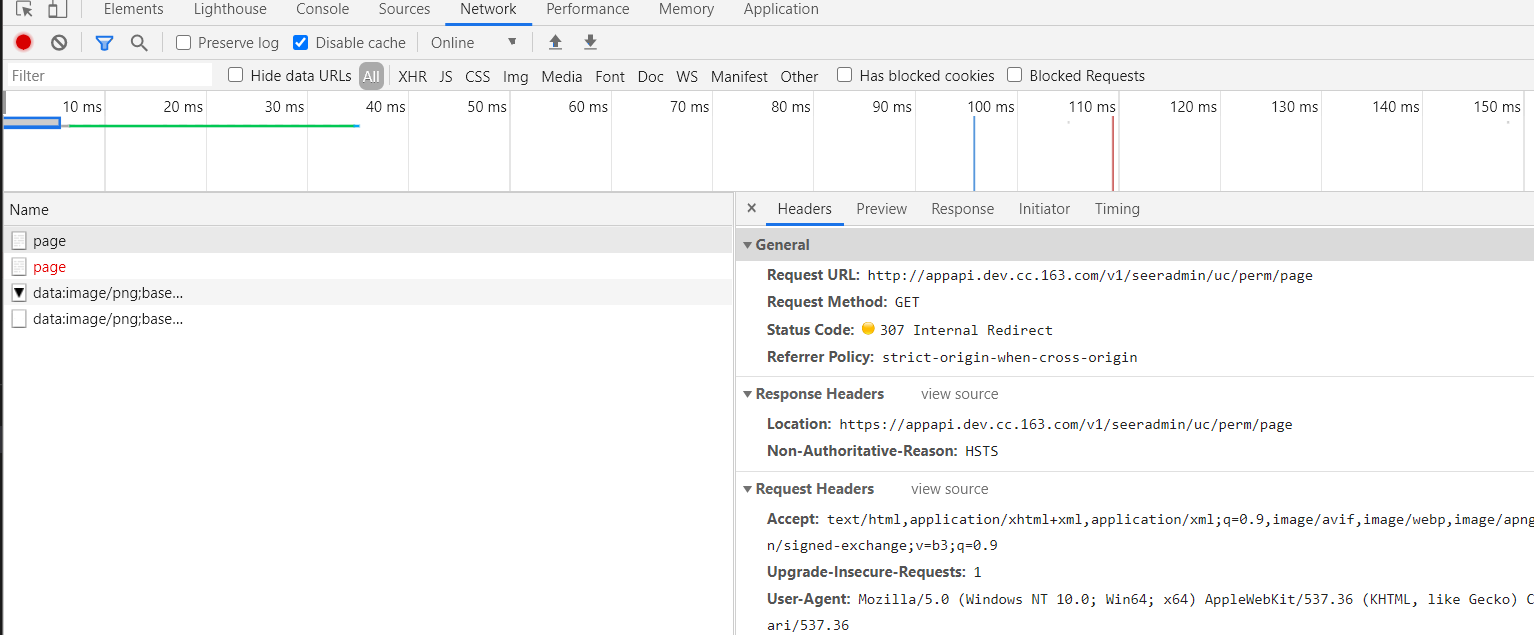 Elements Lighthouse Console Sources Network Performance Memory Application
Preserve log Disable cache Online
Filter Hide data URLs All XHR JS CSS Img Media Font Doc WS Manifest Other Has blocked cookies Blocked Requests
10 ms 20 ms 30 ms 40 ms 50 ms 60 ms 70 ms 80 ms 90 ms 100 ms 110 ms 120 ms 130 ms 140 ms 150 ms
Name
page
page
data:image/png;base...
data:image/png;base...
× Headers Preview Response Initiator Timing
General
Request URL: http://appapi.dev.cc.163.com/v1/seeradmin/uc/perm/page
Request Method: GET
Status Code: 307 Internal Redirect
Referrer Policy: strict-origin-when-cross-origin
Response Headers view source
Location: https://appapi.dev.cc.163.com/v1/seeradmin/uc/perm/page
Non-Authoritative-Reason: HSTS
Request Headers view source
Accept: text/html,application/xhtml+xml,application/xml;q=0.9,image/avif,image/webp,image/apng
n/signed-exchange;v=b3;q=0.9
Upgrade-Insecure-Requests: 1
User-Agent: Mozilla/5.0 (Windows NT 10.0; Win64; x64) AppleWebKit/537.36 (KHTML, like Gecko) C
ari/537.36